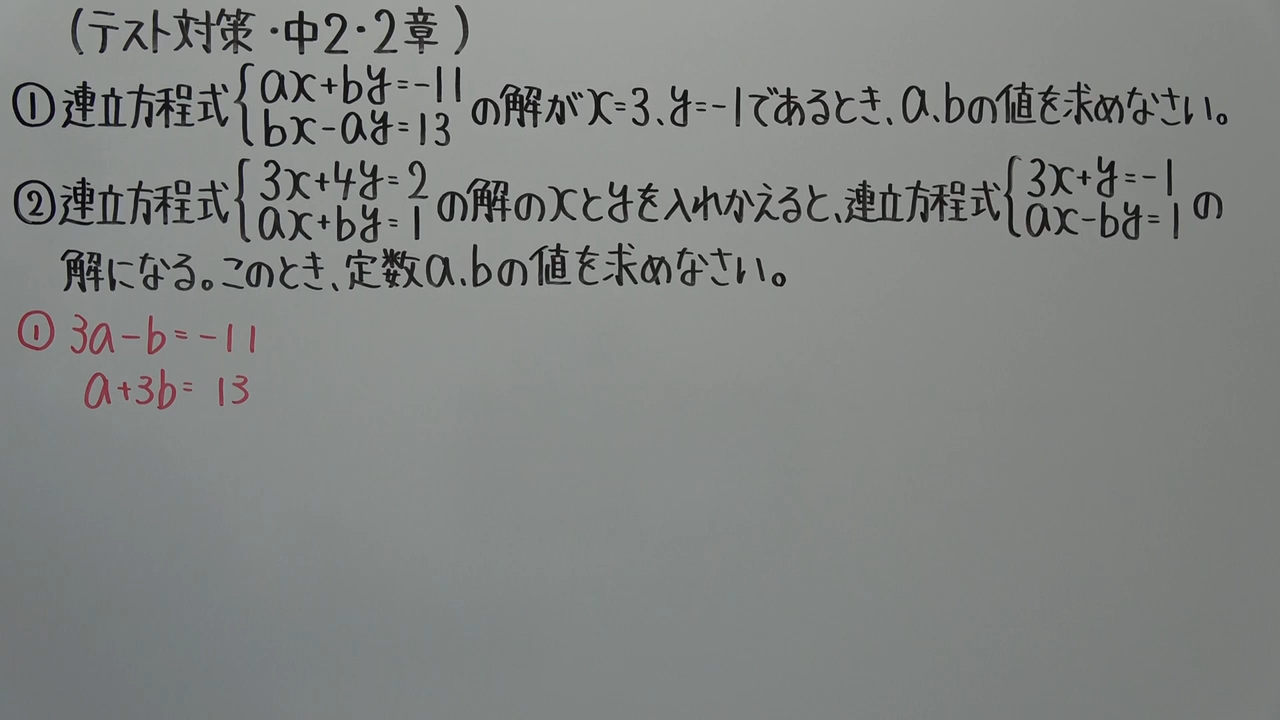 (テスト対策・中2・2章)
①連立方程式{ax+by=-11 bx-ay=13の解がx=3、y=-1であるとき、a、bの値を求めなさい。
②連立方程式{3x+4y=2 ax+by=1の解のxとyを入れかえると、連立方程式{3x+y=-1 ax-by=1の
解になる。このとき、定数a、bの値を求めなさい。
① 3a-b=-11
a+3b=13